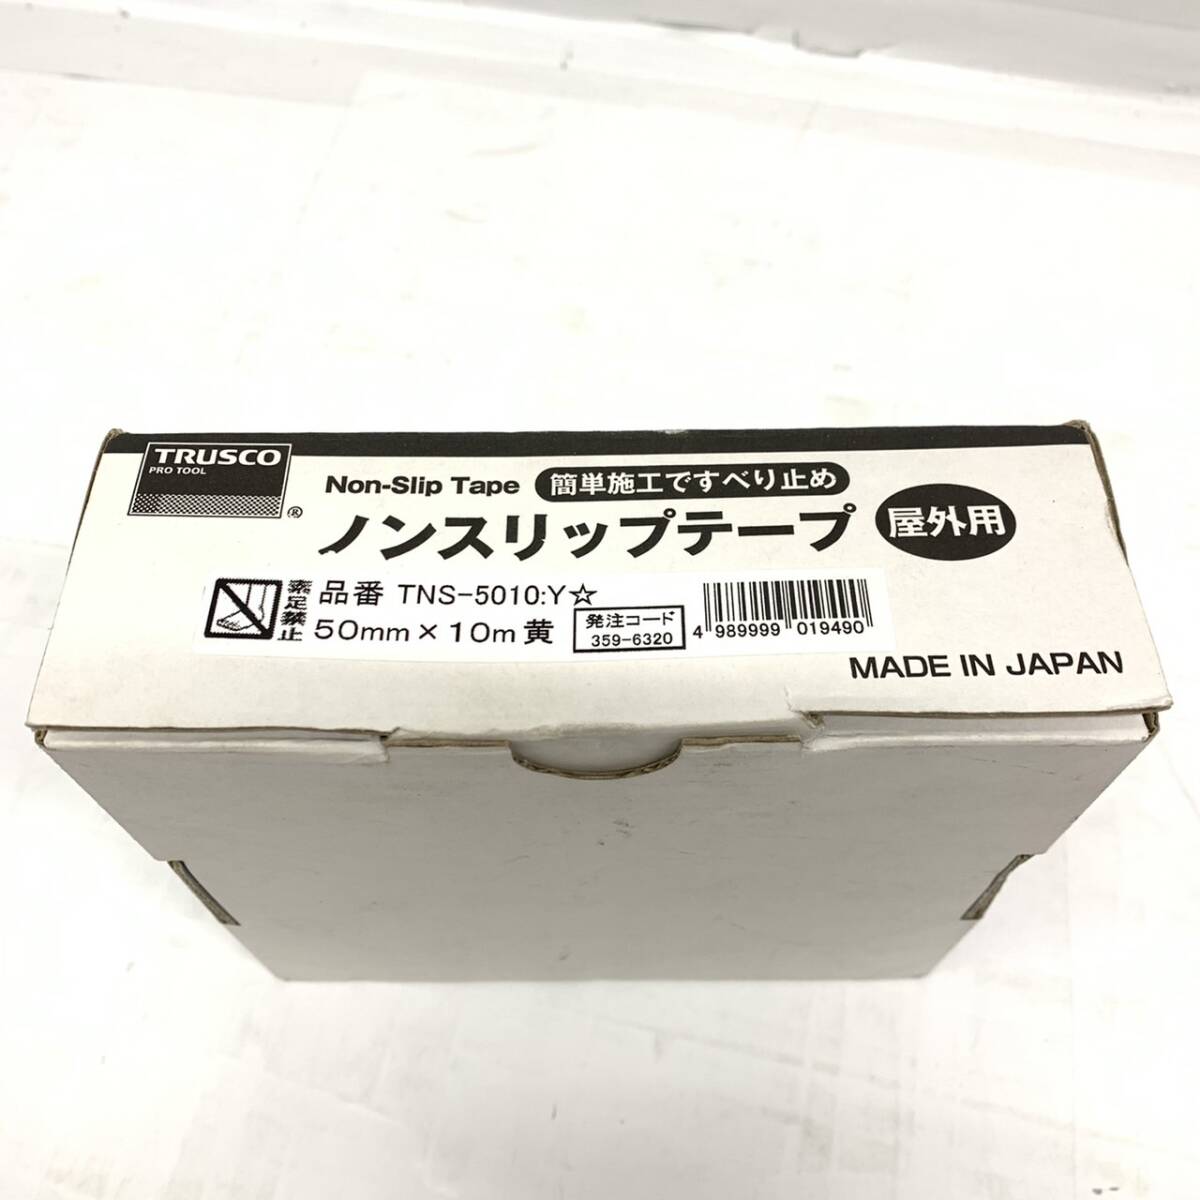 TRUSCO
PRO TOOL
®
Non-Slip Tape 簡単施工ですべり止め
ノンスリップテープ 屋外用
素足禁止
品番 TNS-5010:Y☆
50mm×10m 黄
発注コード
359-6320
4 989999 019490
MADE IN JAPAN